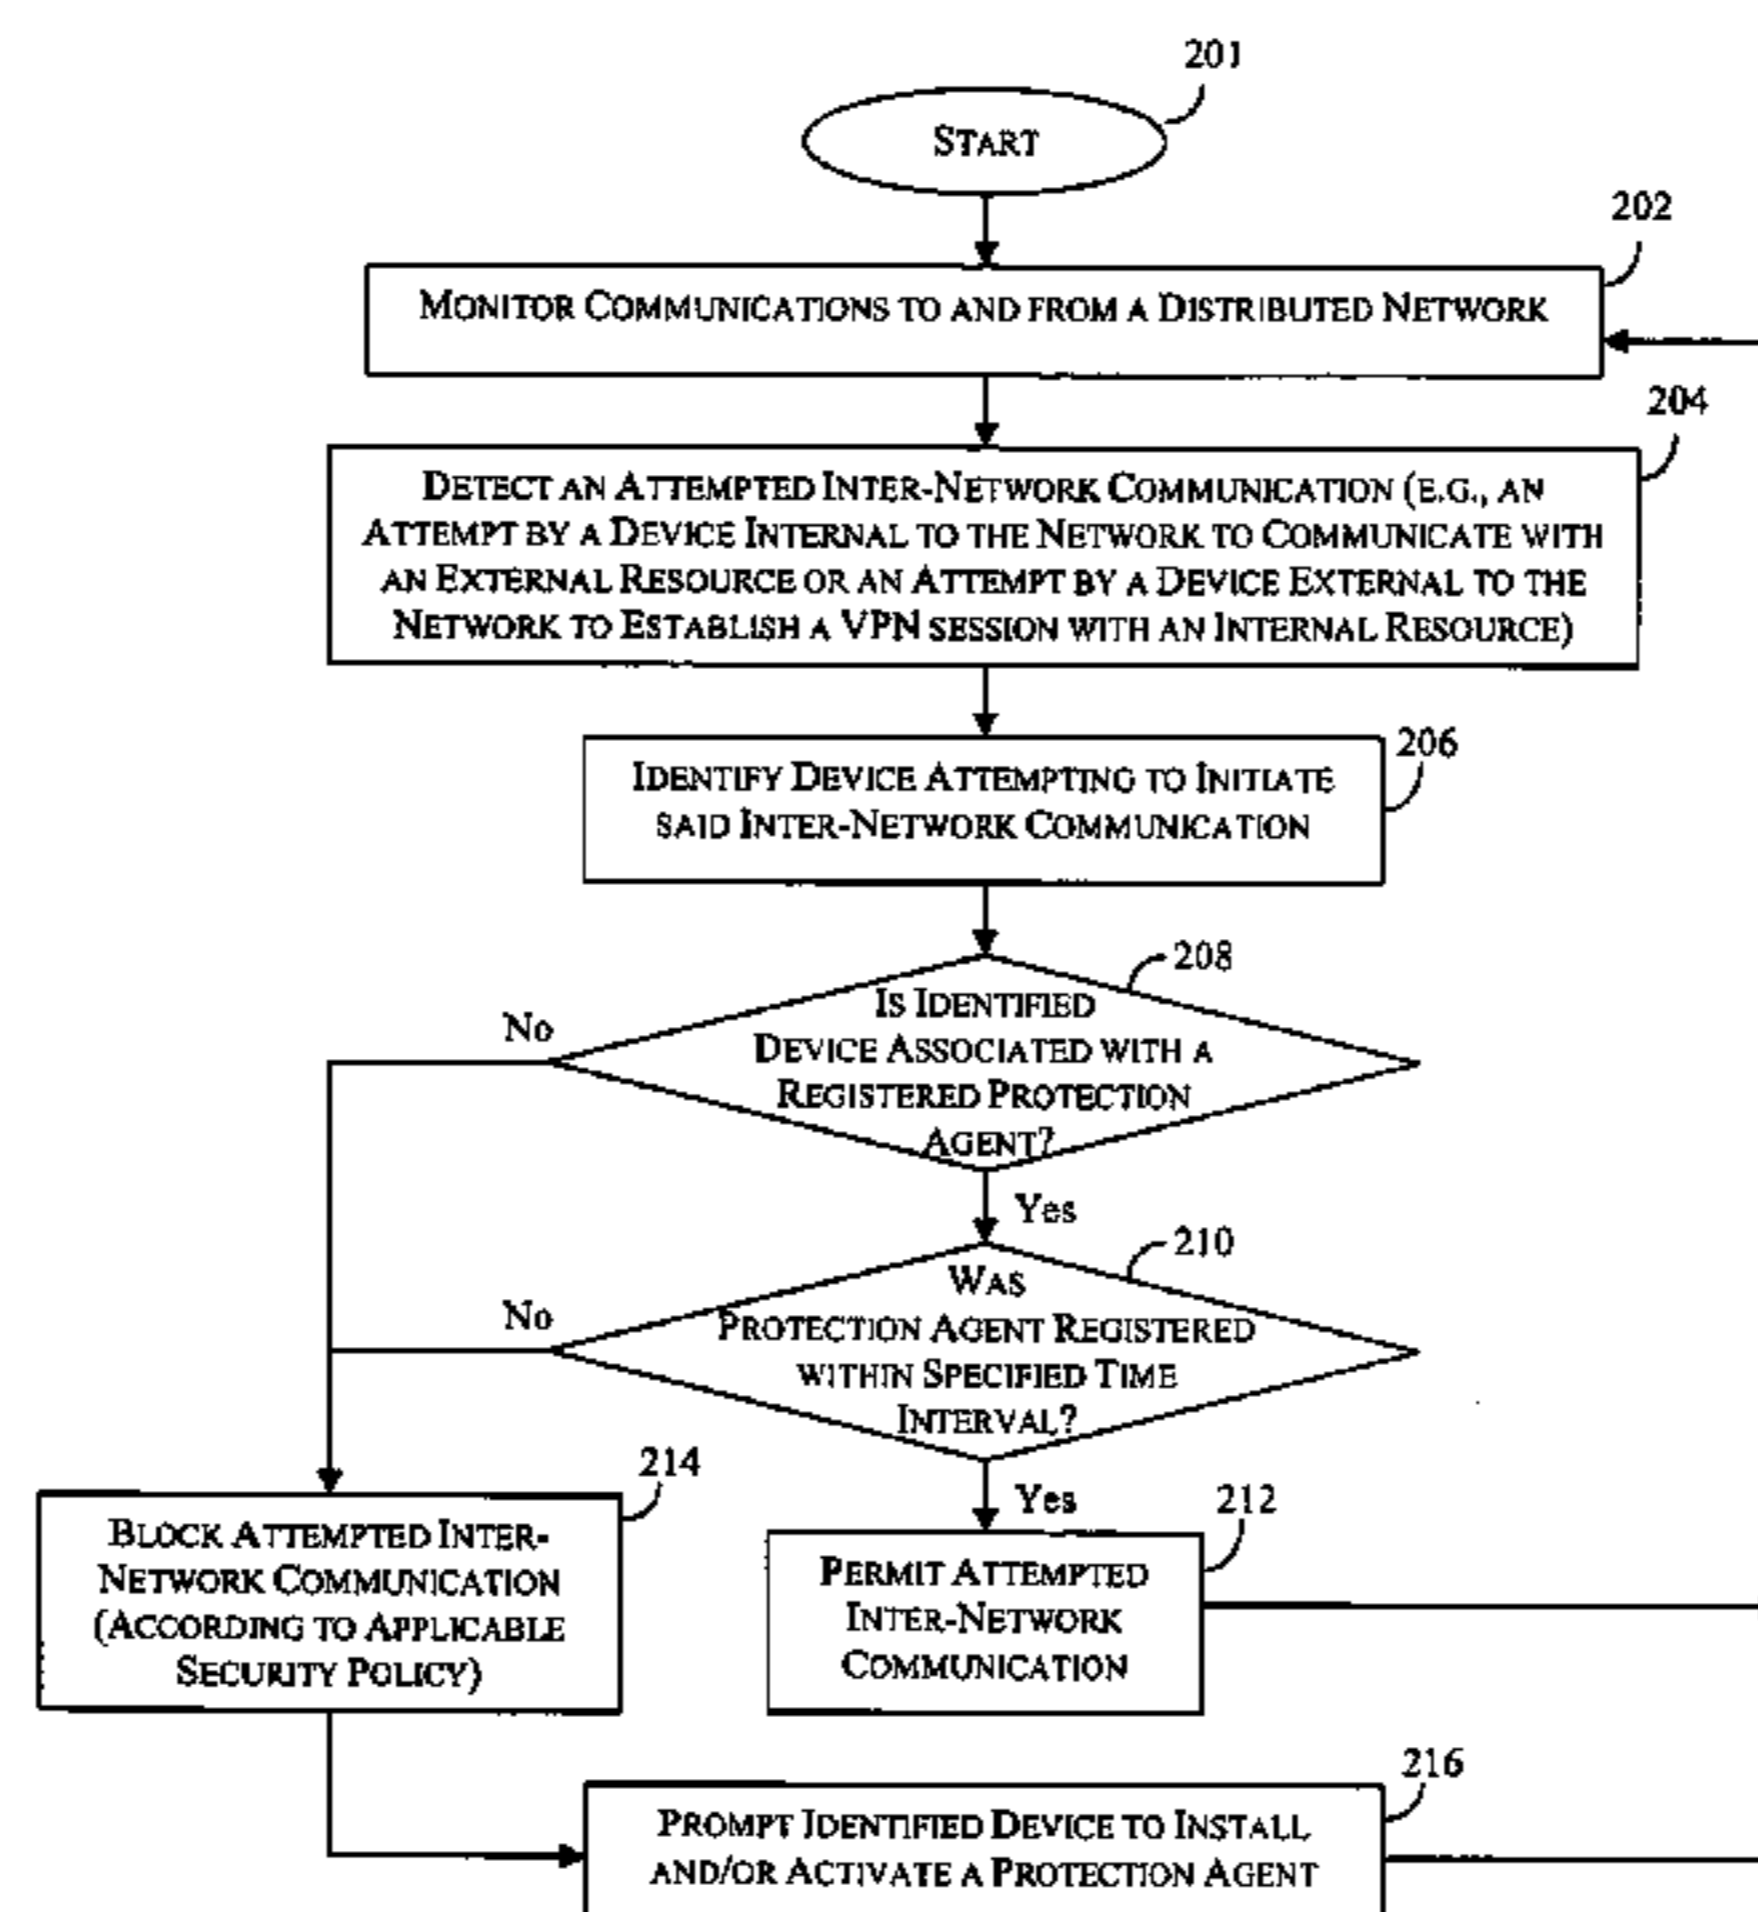 201
START
202
MONITOR COMMUNICATIONS TO AND FROM A DISTRIBUTED NETWORK
204
DETECT AN ATTEMPTED INTER-NETWORK COMMUNICATION (E.G., AN
ATTEMPT BY A DEVICE INTERNAL TO THE NETWORK TO COMMUNICATE WITH
AN EXTERNAL RESOURCE OR AN ATTEMPT BY A DEVICE EXTERNAL TO THE
NETWORK TO ESTABLISH A VPN SESSION WITH AN INTERNAL RESOURCE)
206
IDENTIFY DEVICE ATTEMPTING TO INITIATE
SAID INTER-NETWORK COMMUNICATION
208
IS IDENTIFIED
DEVICE ASSOCIATED WITH A
REGISTERED PROTECTION
AGENT?
No
Yes
210
WAS
PROTECTION AGENT REGISTERED
WITHIN SPECIFIED TIME
INTERVAL?
No
Yes
214
BLOCK ATTEMPTED INTER-
NETWORK COMMUNICATION
(ACCORDING TO APPLICABLE
SECURITY POLICY)
212
PERMIT ATTEMPTED
INTER-NETWORK
COMMUNICATION
216
PROMPT IDENTIFIED DEVICE TO INSTALL
AND/OR ACTIVATE A PROTECTION AGENT